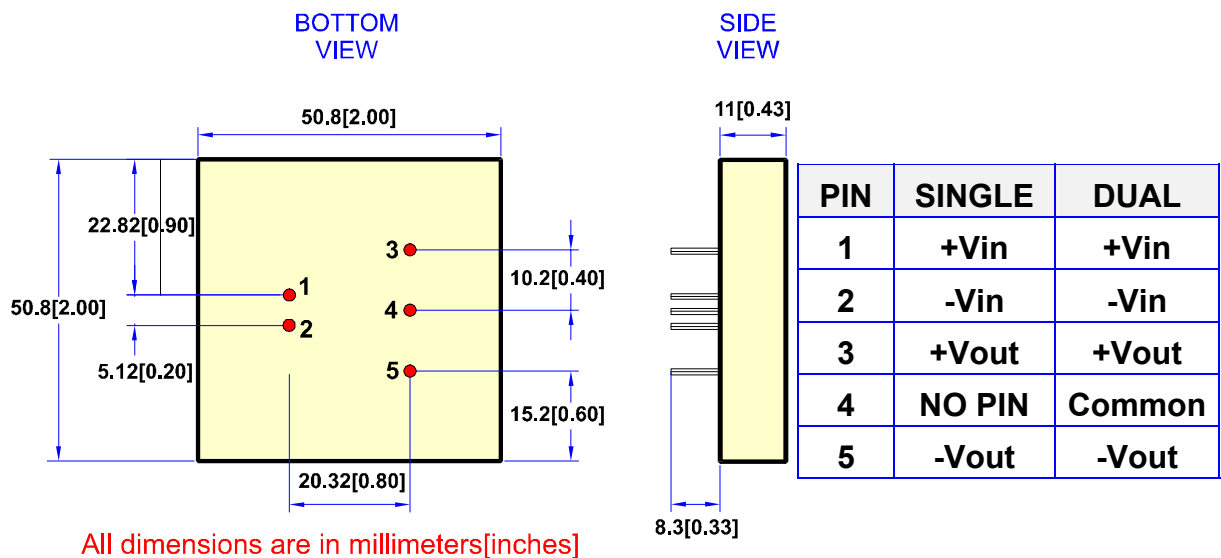 BOTTOM
VIEW
SIDE
VIEW
50.8[2.00]
11[0.43]
22.82[0.90]
50.8[2.00]
5.12[0.20]
1
2
3
4
5
10.2[0.40]
15.2[0.60]
20.32[0.80]
8.3[0.33]
All dimensions are in millimeters[inches]
PIN SINGLE DUAL
1 +Vin +Vin
2 -Vin -Vin
3 +Vout +Vout
4 NO PIN Common
5 -Vout -Vout